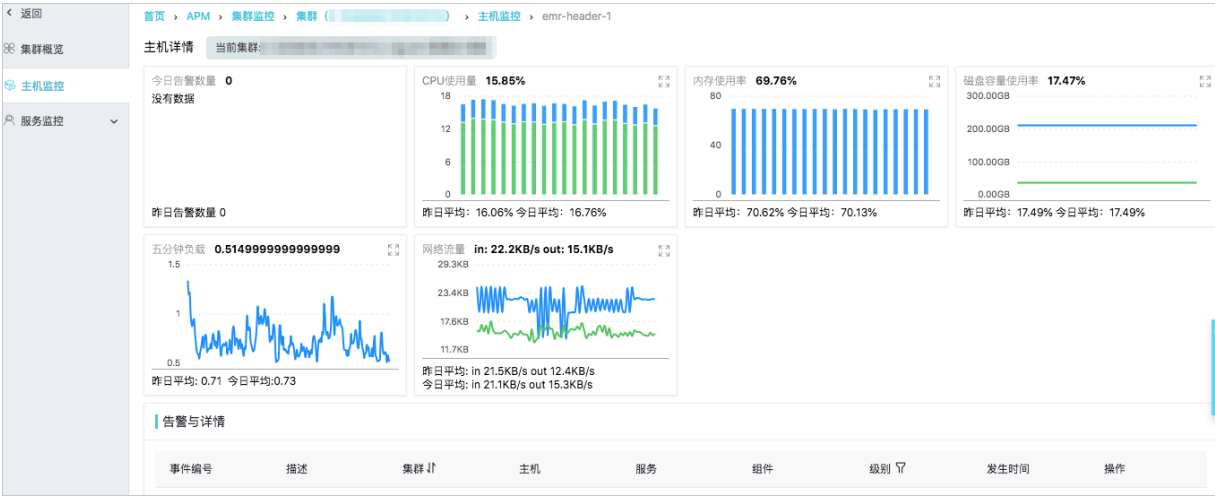 返回
首页 > APM > 集群监控 > 集群 ( ) > 主机监控 > emr-header-1
集群概览
主机监控
服务监控
主机详情 当前集群:
今日告警数量 0
没有数据
昨日告警数量 0
CPU使用量 15.85%
18
12
6
0
昨日平均: 16.06% 今日平均: 16.76%
内存使用率 69.76%
80
40
0
昨日平均: 70.62% 今日平均: 70.13%
磁盘容量使用率 17.47%
300.00GB
200.00GB
100.00GB
0.00GB
昨日平均: 17.49% 今日平均: 17.49%
五分钟负载 0.5149999999999999
1.5
1
0.5
昨日平均: 0.71 今日平均:0.73
网络流量 in: 22.2KB/s out: 15.1KB/s
29.3KB
23.4KB
17.6KB
11.7KB
昨日平均: in 21.5KB/s out 12.4KB/s
今日平均: in 21.1KB/s out 15.3KB/s
告警与详情
事件编号 描述 集群 主机 服务 组件 级别 发生时间 操作